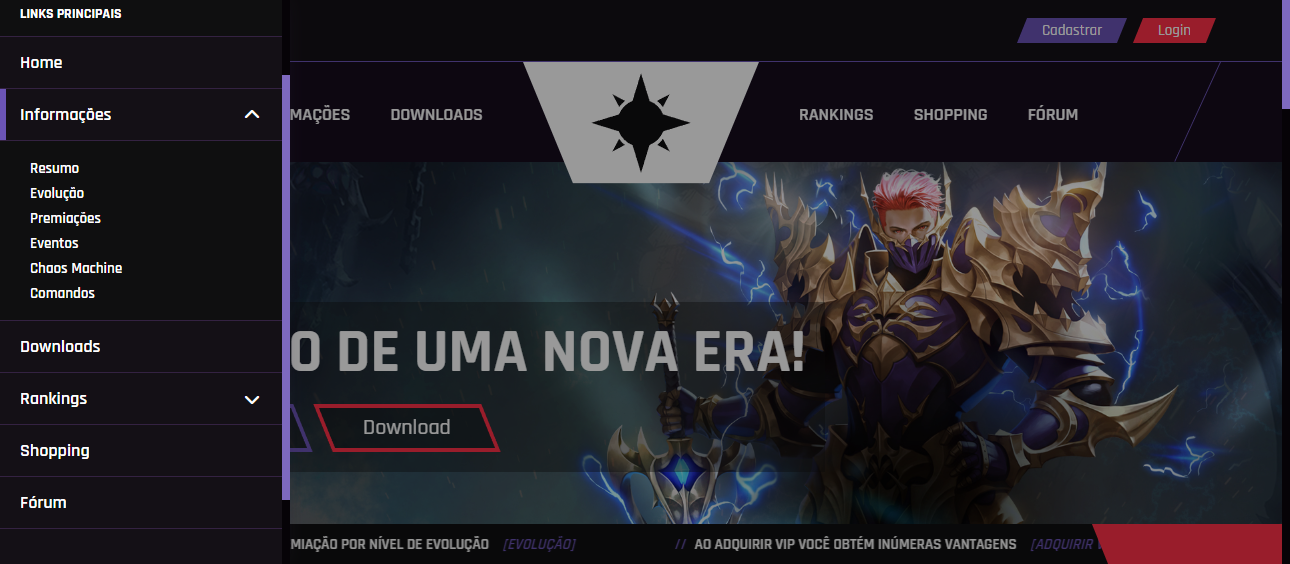 LINKS PRINCIPAIS
Home
Informações
Resumo
Evolução
Premiações
Eventos
Chaos Machine
Comandos
Downloads
Rankings
Shopping
Fórum
Cadastrar
Login
MAÇÕES DOWNLOADS RANKINGS SHOPPING FÓRUM
O DE UMA NOVA ERA!
Download
MIAÇÃO POR NÍVEL DE EVOLUÇÃO [EVOLUÇÃO] // AO ADQUIRIR VIP VOCÊ OBTÉM INÚMERAS VANTAGENS [ADQUIRIR